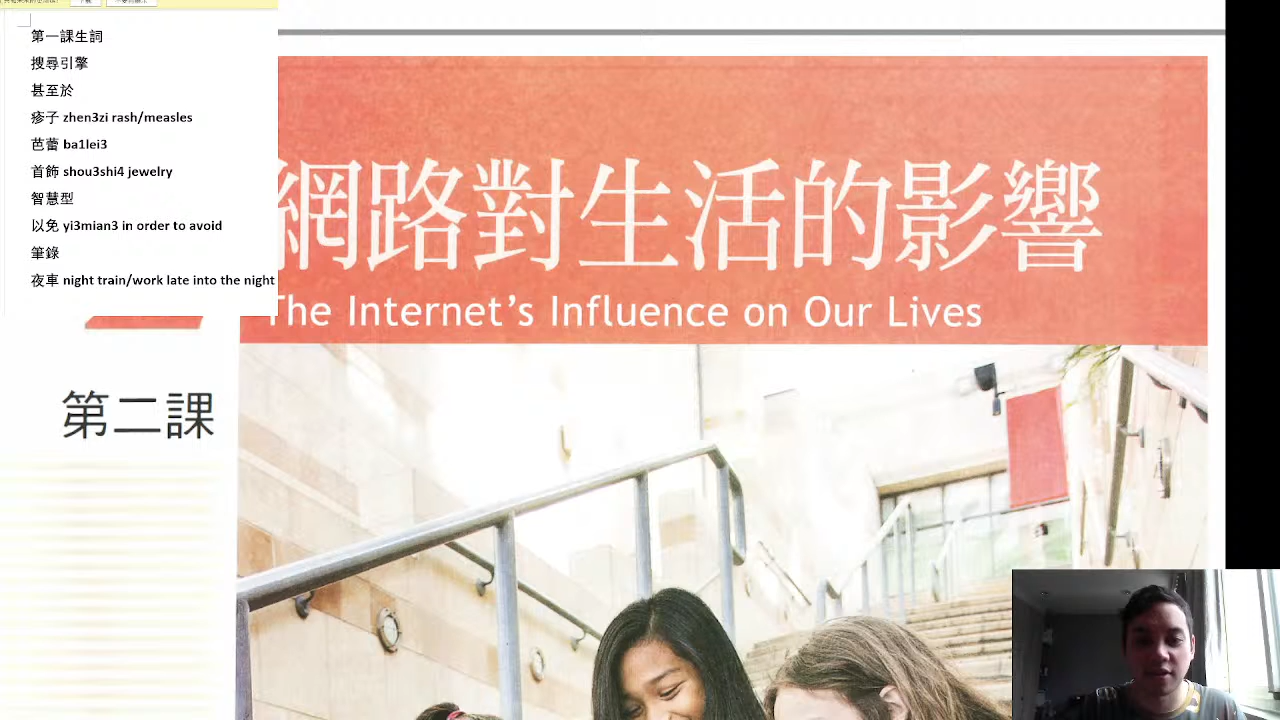 第一課生詞
搜尋引擎
甚至於
疹子 zhen3zi rash/measles
芭蕾 ba1lei3
首飾 shou3shi4 jewelry
智慧型
以免 yi3mian3 in order to avoid
筆錄
夜車 night train/work late into the night
網路對生活的影響
The Internet's Influence on Our Lives
第二課